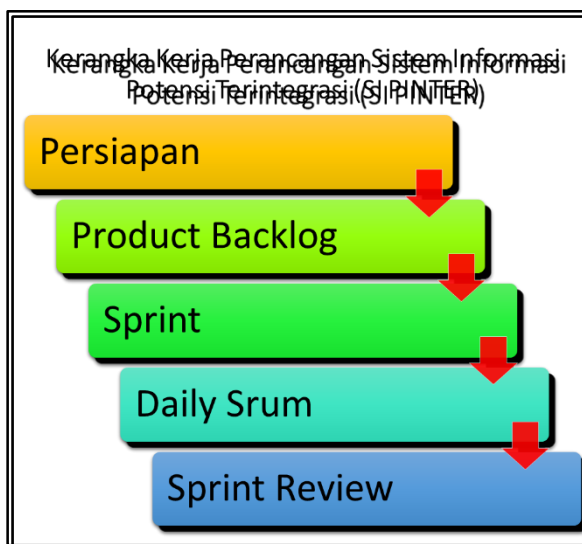 Kerangka Kerja Perancangan Sistem Informasi
Potensi Terintegrasi (SI PINTER)
Persiapan
Product Backlog
Sprint
Daily Srum
Sprint Review